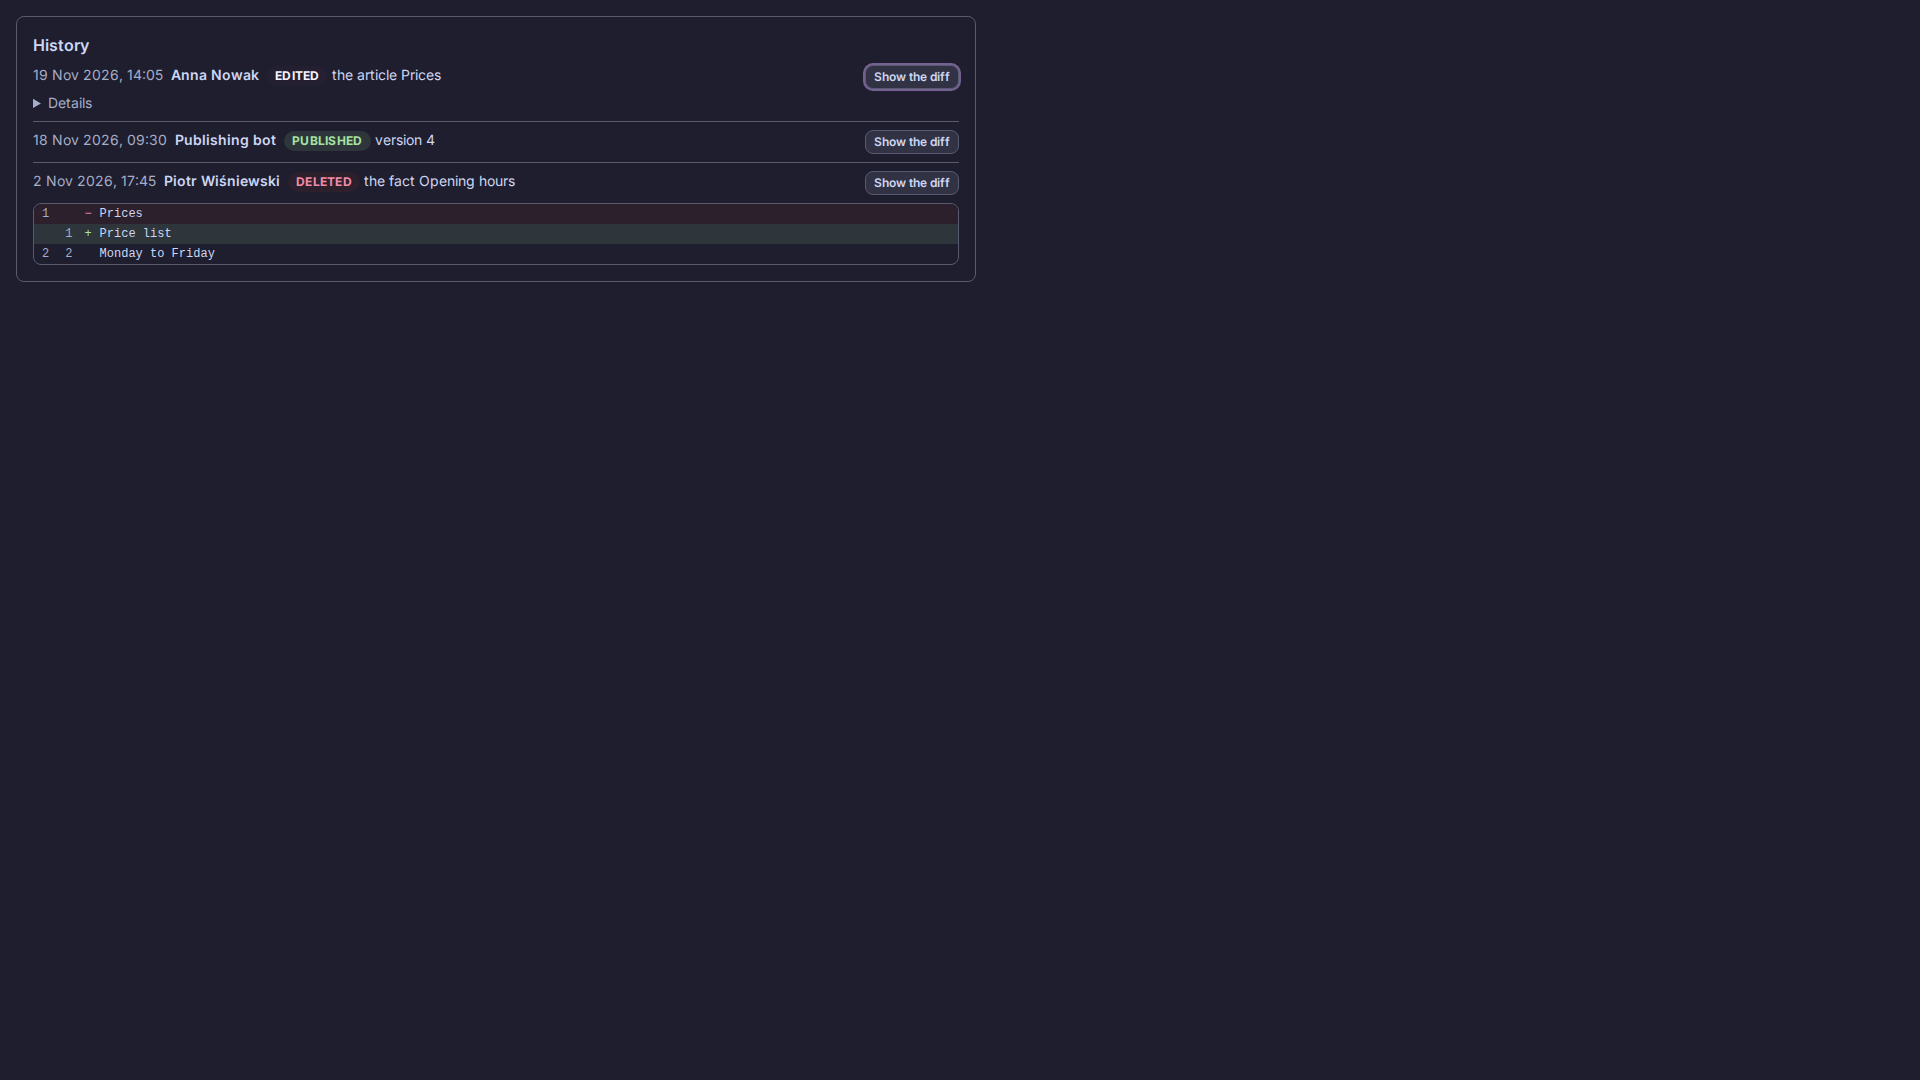 History
19 Nov 2026, 14:05 Anna Nowak EDITED the article Prices Show the diff
Details
18 Nov 2026, 09:30 Publishing bot PUBLISHED version 4 Show the diff
2 Nov 2026, 17:45 Piotr Wiśniewski DELETED the fact Opening hours Show the diff
1 − Prices
1 + Price list
2 2 Monday to Friday